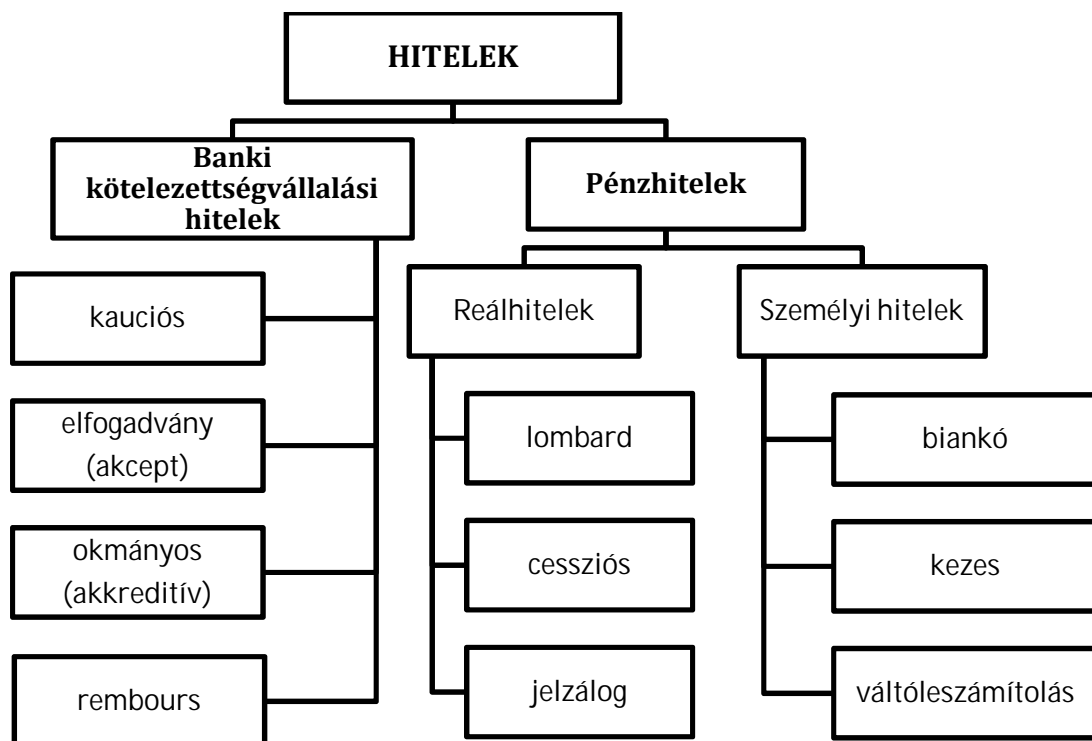 HITELEK
Banki
kötelezettségvállalási
hitelek
Pénzhitelek
kauciós
elfogadvány
(akcept)
okmányos
(akkreditív)
rembours
Reálhitelek
lombard
cessziós
jelzálog
Személyi hitelek
biankó
kezes
váltóleszámítolás